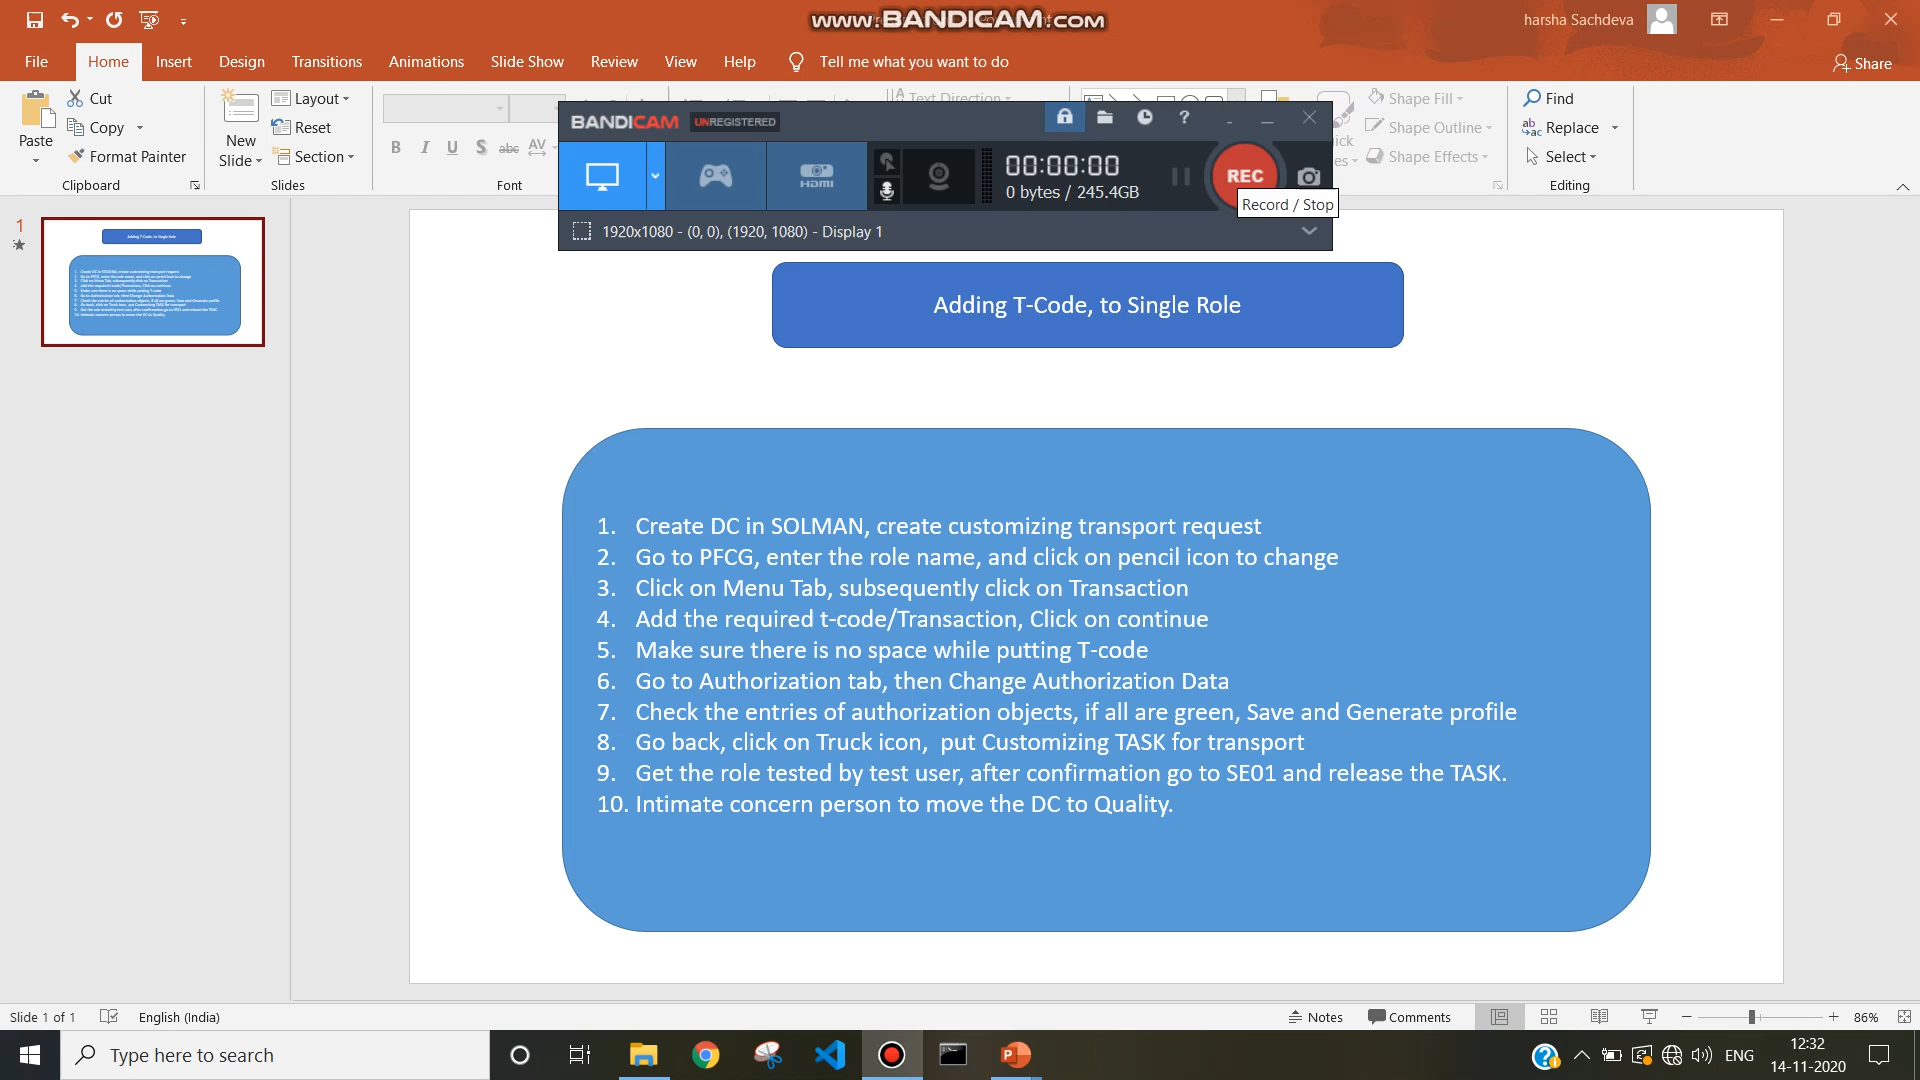 www.BANDICAM.com
harsha Sachdeva
File Home Insert Design Transitions Animations Slide Show Review View Help Tell me what you want to do
Share
Paste
Cut
Copy
Format Painter
Clipboard
New Slide
Layout
Reset
Section
Slides
B I U S abc AV
Font
Text Direction
Shape Fill
Shape Outline
Shape Effects
Find
Replace
Select
Editing
BANDICAM UNREGISTERED
HDMI
00:00:00
0 bytes / 245.4GB
REC
Record / Stop
1920x1080 - (0, 0), (1920, 1080) - Display 1
1
Adding T-Code, to Single Role
1. Create DC in SOLMAN, create customizing transport request
2. Go to PFCG, enter the role name, and click on pencil icon to change
3. Click on Menu Tab, subsequently click on Transaction
4. Add the required t-code/Transaction, Click on continue
5. Make sure there is no space while putting T-code
6. Go to Authorization tab, then Change Authorization Data
7. Check the entries of authorization objects, if all are green, Save and Generate profile
8. Go back, click on Truck icon, put Customizing TASK for transport
9. Get the role tested by test user, after confirmation go to SE01 and release the TASK.
10. Intimate concern person to move the DC to Quality.
Slide 1 of 1 English (India)
Notes Comments 86%
Type here to search
ENG
12:32
14-11-2020